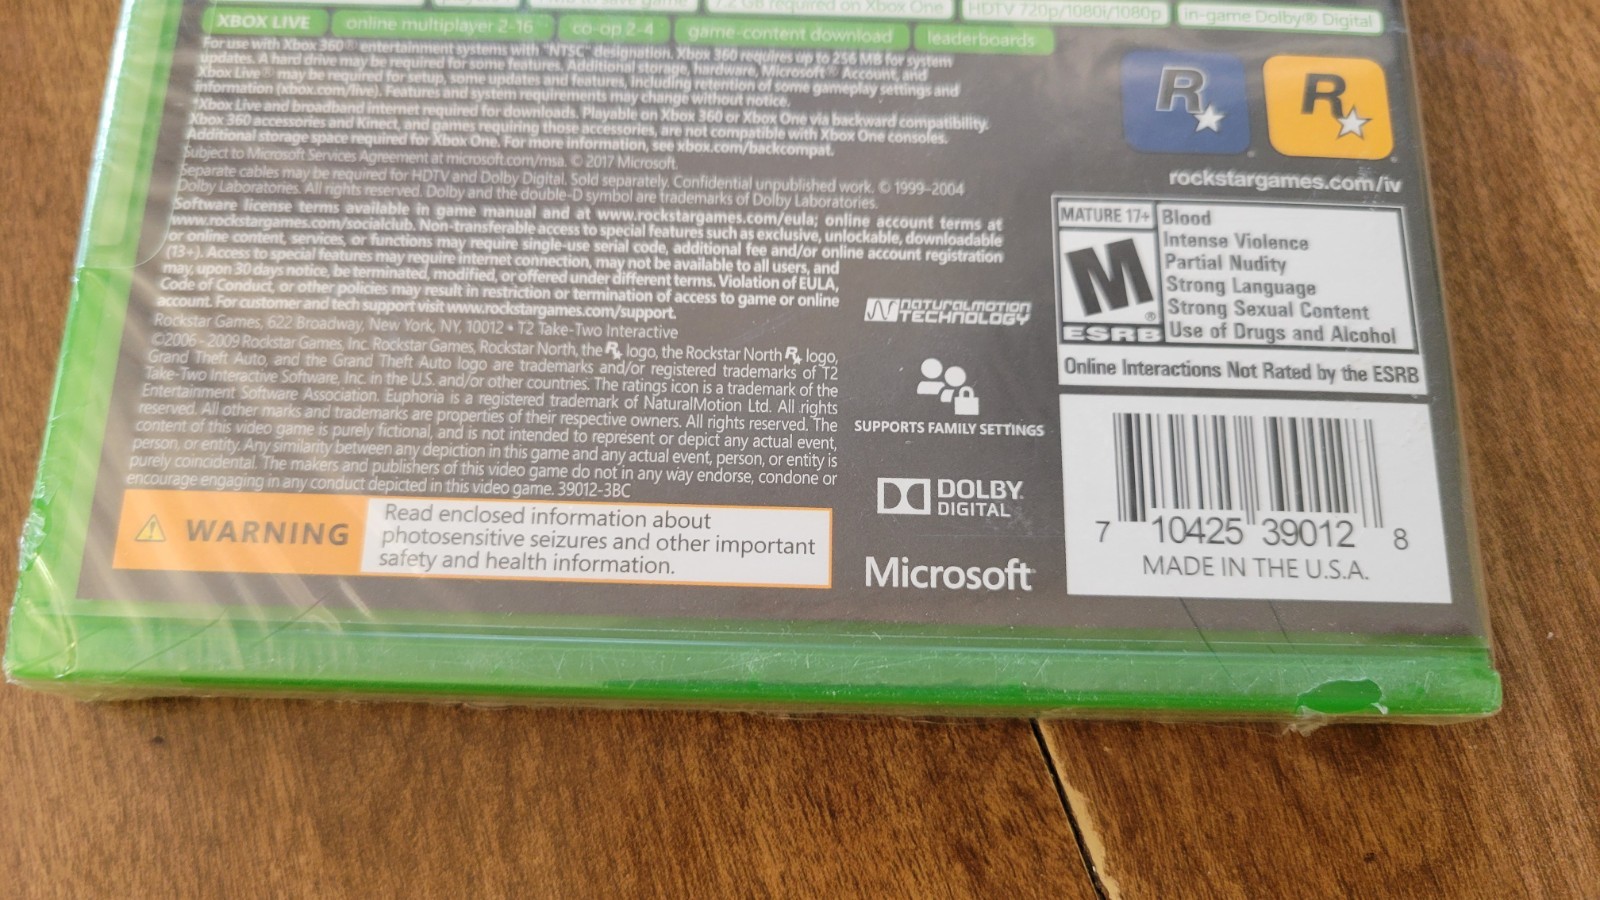 to save game
7.2 GB required on Xbox One
HDTV 720p/1080i/1080p
in-game Dolby® Digital
XBOX LIVE
online multiplayer 2-16
co-op 2-4
game-content download
leaderboards
For use with Xbox 360® entertainment systems with "NTSC" designation. Xbox 360 requires up to 256 MB for system
updates. A hard drive may be required for some features. Additional storage, hardware, Microsoft® Account, and
Xbox Live® may be required for setup, some updates and features, including retention of some gameplay settings and
information (xbox.com/live). Features and system requirements may change without notice.
*Xbox Live and broadband internet required for downloads. Playable on Xbox 360 or Xbox One via backward compatibility.
Xbox 360 accessories and Kinect, and games requiring those accessories, are not compatible with Xbox One consoles.
Additional storage space required for Xbox One. For more information, see xbox.com/backcompat.
Subject to Microsoft Services Agreement at microsoft.com/msa. © 2017 Microsoft.
Separate cables may be required for HDTV and Dolby Digital. Sold separately. Confidential unpublished work. © 1999-2004
Dolby Laboratories. All rights reserved. Dolby and the double-D symbol are trademarks of Dolby Laboratories.
Software license terms available in game manual and at www.rockstargames.com/eula; online account terms at
www.rockstargames.com/socialclub. Non-transferable access to special features such as exclusive, unlockable, downloadable
or online content, services, or functions may require single-use serial code, additional fee and/or online account registration
(13+). Access to special features may require internet connection, may not be available to all users, and
may, upon 30 days notice, be terminated, modified, or offered under different terms. Violation of EULA,
Code of Conduct, or other policies may result in restriction or termination of access to game or online
account. For customer and tech support visit www.rockstargames.com/support.
Rockstar Games, 622 Broadway, New York, NY, 10012 • T2 Take-Two Interactive
©2006 - 2009 Rockstar Games, Inc. Rockstar Games, Rockstar North, the R★ logo, the Rockstar North R★ logo,
Grand Theft Auto, and the Grand Theft Auto logo are trademarks and/or registered trademarks of T2
Take-Two Interactive Software, Inc. in the U.S. and/or other countries. The ratings icon is a trademark of the
Entertainment Software Association. Euphoria is a registered trademark of NaturalMotion Ltd. All rights
reserved. All other marks and trademarks are properties of their respective owners. All rights reserved. The
content of this video game is purely fictional, and is not intended to represent or depict any actual event,
person, or entity. Any similarity between any depiction in this game and any actual event, person, or entity is
purely coincidental. The makers and publishers of this video game do not in any way endorse, condone or
encourage engaging in any conduct depicted in this video game. 39012-3BC
WARNING
Read enclosed information about
photosensitive seizures and other important
safety and health information.
NATURALMOTION
TECHNOLOGY
SUPPORTS FAMILY SETTINGS
DOLBY
DIGITAL
Microsoft
R
R
rockstargames.com/iv
MATURE 17+
M
®
ESRB
Blood
Intense Violence
Partial Nudity
Strong Language
Strong Sexual Content
Use of Drugs and Alcohol
Online Interactions Not Rated by the ESRB
7 10425 39012 8
MADE IN THE U.S.A.